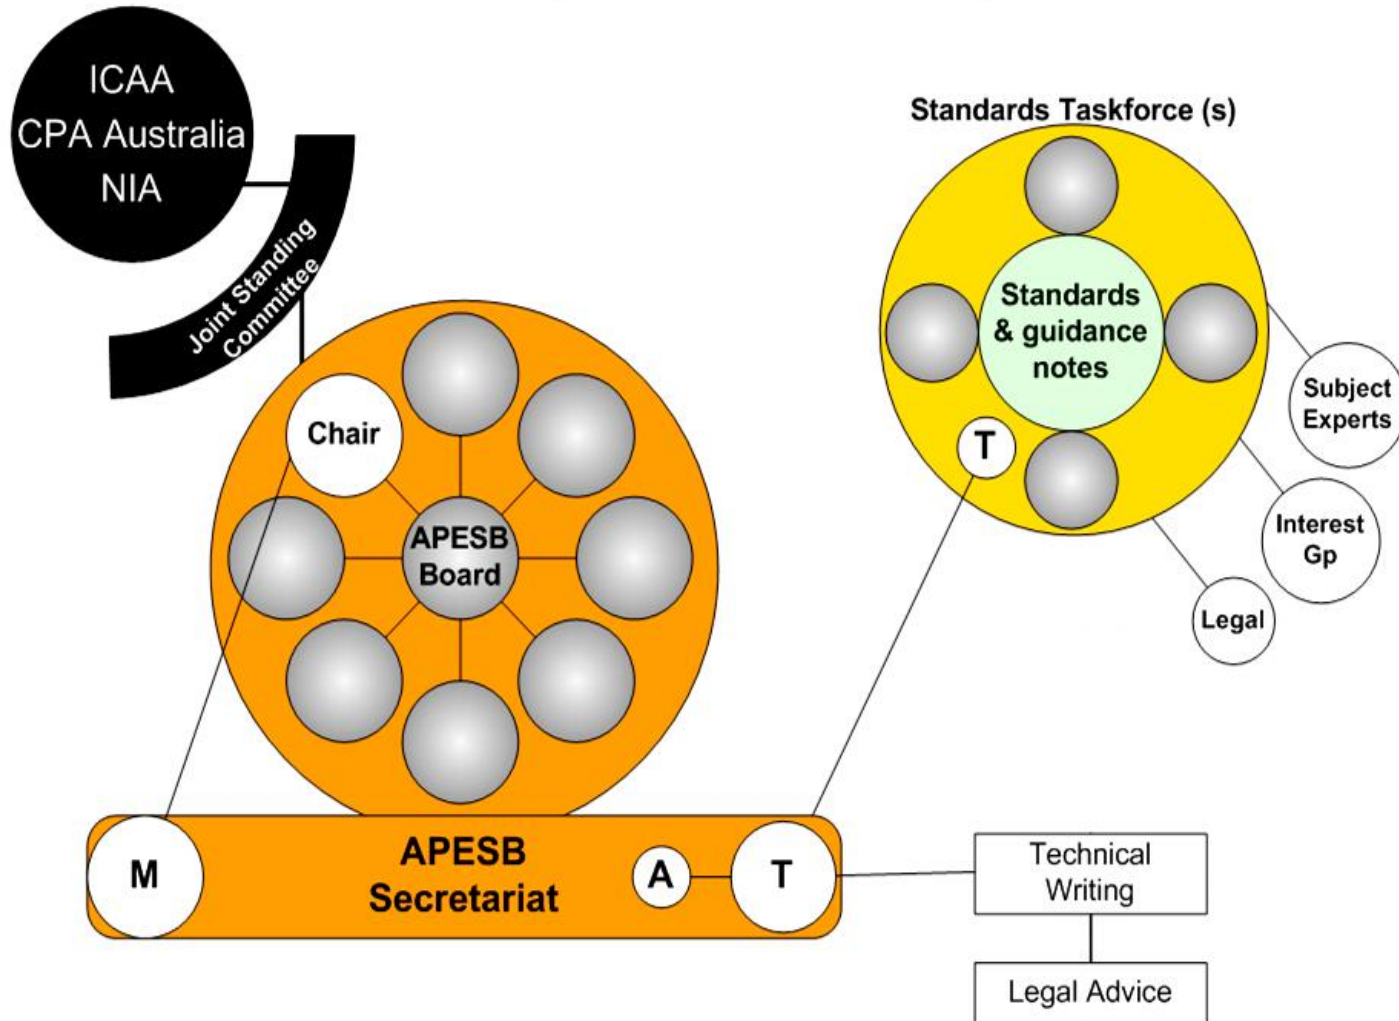 ICAA
CPA Australia
NIA
Joint Standing
Committee
Standards Taskforce (s)
Standards
& guidance
notes
T
Subject
Experts
Interest
Gp
Legal
Chair
APESB
Board
M
APESB
Secretariat
A
T
Technical
Writing
Legal Advice